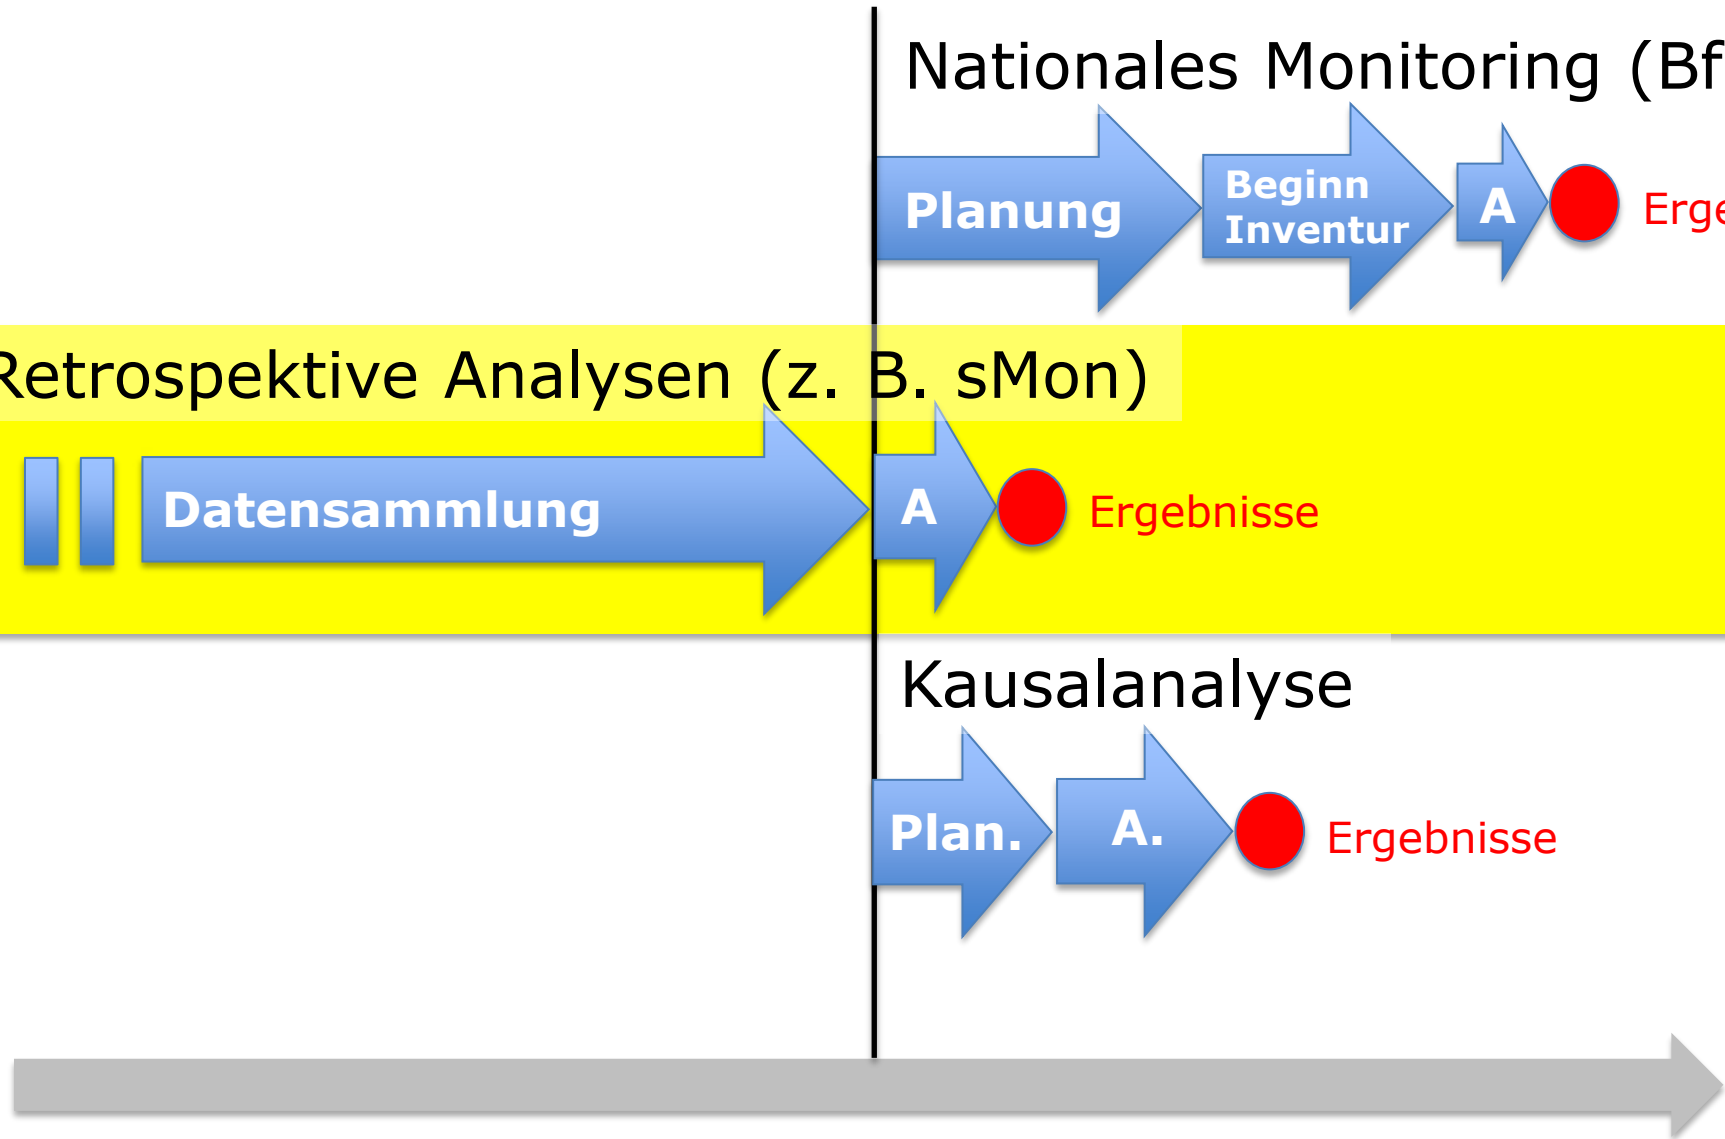 Nationales Monitoring (Bf
Planung
Beginn
Inventur
A
Erge
Retrospektive Analysen (z. B. sMon)
Datensammlung
A
Ergebnisse
Kausalanalyse
Plan.
A.
Ergebnisse